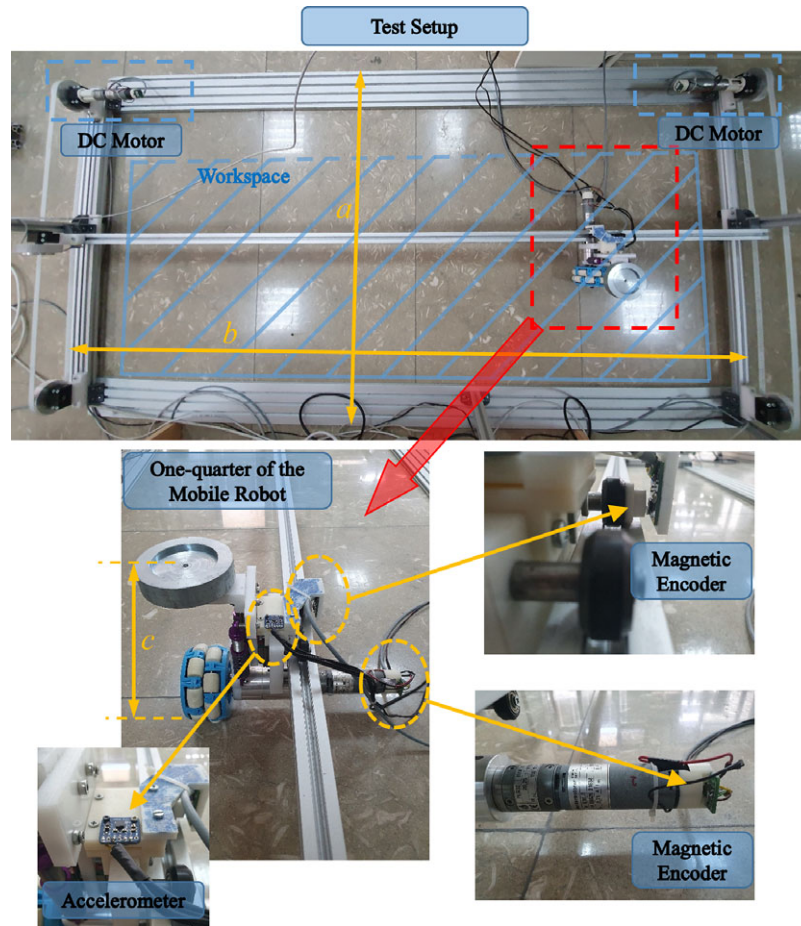 Test Setup
DC Motor
DC Motor
Workspace
a
b
One-quarter of the
Mobile Robot
Magnetic
Encoder
c
Magnetic
Encoder
Accelerometer